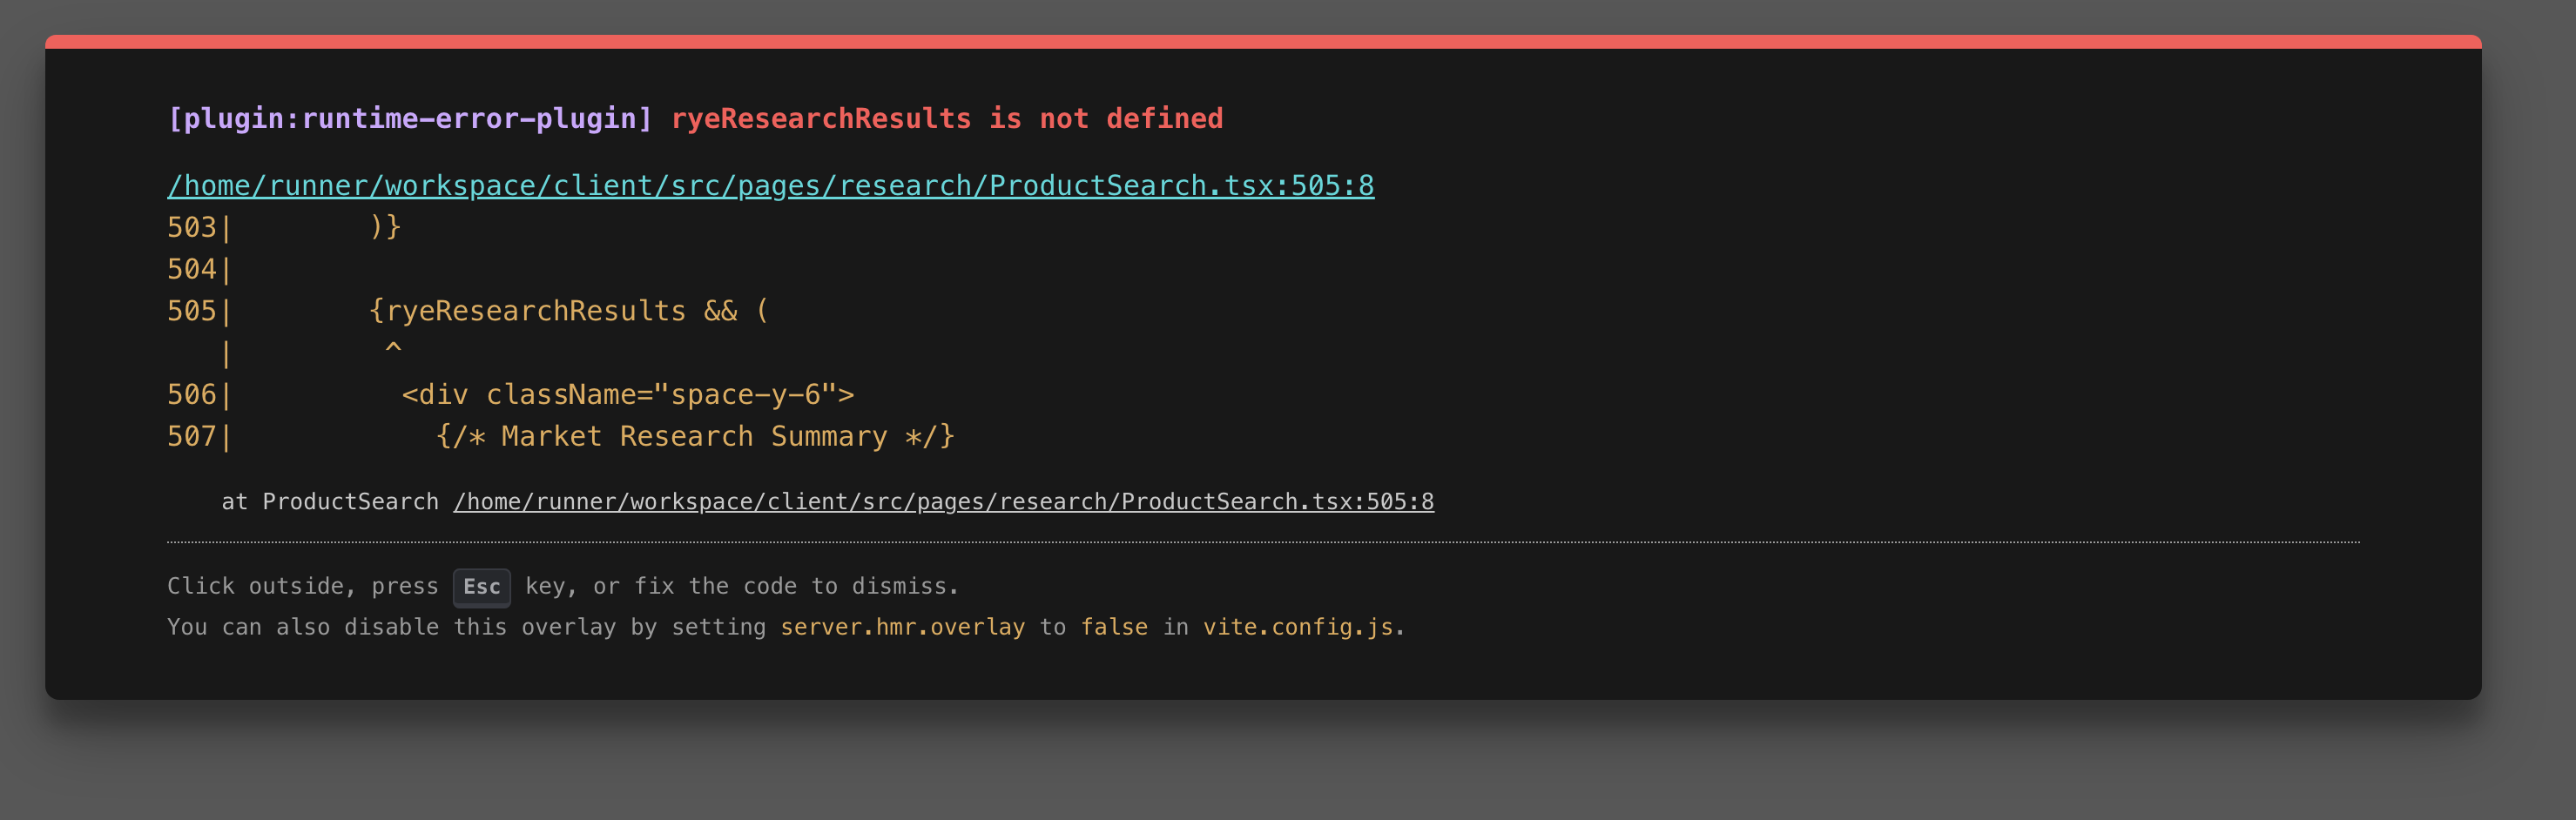 [plugin:runtime-error-plugin] ryeResearchResults is not defined
/home/runner/workspace/client/src/pages/research/ProductSearch.tsx:505:8
503|        )}
504|
505|        {ryeResearchResults && (
   |         ^
506|          <div className="space-y-6">
507|            {/* Market Research Summary */}
    at ProductSearch /home/runner/workspace/client/src/pages/research/ProductSearch.tsx:505:8
Click outside, press Esc key, or fix the code to dismiss.
You can also disable this overlay by setting server.hmr.overlay to false in vite.config.js.